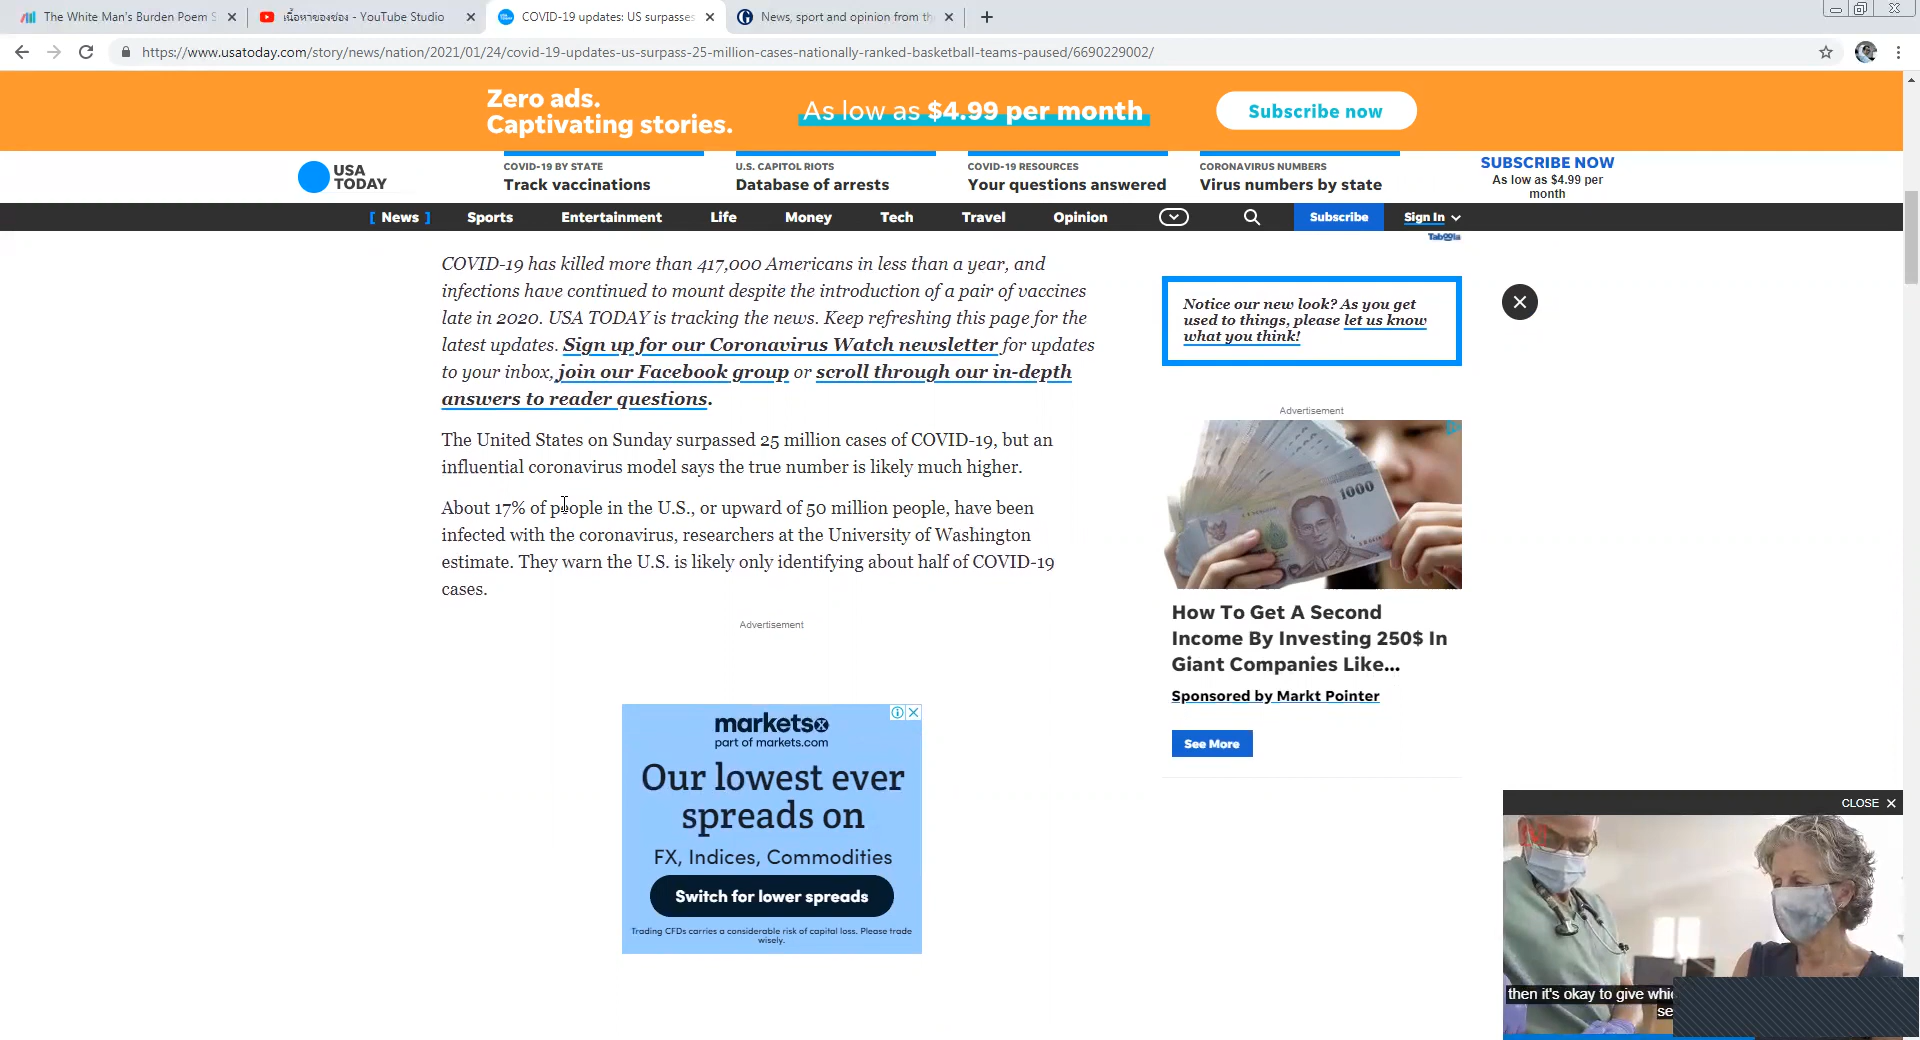 The White Man's Burden Poem S
เนื้อหาของช่อง - YouTube Studio
COVID-19 updates: US surpasses
News, sport and opinion from th
https://www.usatoday.com/story/news/nation/2021/01/24/covid-19-updates-us-surpass-25-million-cases-nationally-ranked-basketball-teams-paused/6690229002/
Zero ads.
Captivating stories.
As low as $4.99 per month
Subscribe now
USA
TODAY
COVID-19 BY STATE
Track vaccinations
U.S. CAPITOL RIOTS
Database of arrests
COVID-19 RESOURCES
Your questions answered
CORONAVIRUS NUMBERS
Virus numbers by state
SUBSCRIBE NOW
As low as $4.99 per
month
[ News ] Sports Entertainment Life Money Tech Travel Opinion Subscribe Sign In
Taboola
COVID-19 has killed more than 417,000 Americans in less than a year, and
infections have continued to mount despite the introduction of a pair of vaccines
late in 2020. USA TODAY is tracking the news. Keep refreshing this page for the
latest updates. Sign up for our Coronavirus Watch newsletter for updates
to your inbox, join our Facebook group or scroll through our in-depth
answers to reader questions.
The United States on Sunday surpassed 25 million cases of COVID-19, but an
influential coronavirus model says the true number is likely much higher.
About 17% of people in the U.S., or upward of 50 million people, have been
infected with the coronavirus, researchers at the University of Washington
estimate. They warn the U.S. is likely only identifying about half of COVID-19
cases.
Advertisement
marketsx
part of markets.com
Our lowest ever
spreads on
FX, Indices, Commodities
Switch for lower spreads
Trading CFDs carries a considerable risk of capital loss. Please trade
wisely.
Notice our new look? As you get
used to things, please let us know
what you think!
Advertisement
1000
How To Get A Second
Income By Investing 250$ In
Giant Companies Like...
Sponsored by Markt Pointer
See More
CLOSE
then it's okay to give whic
se